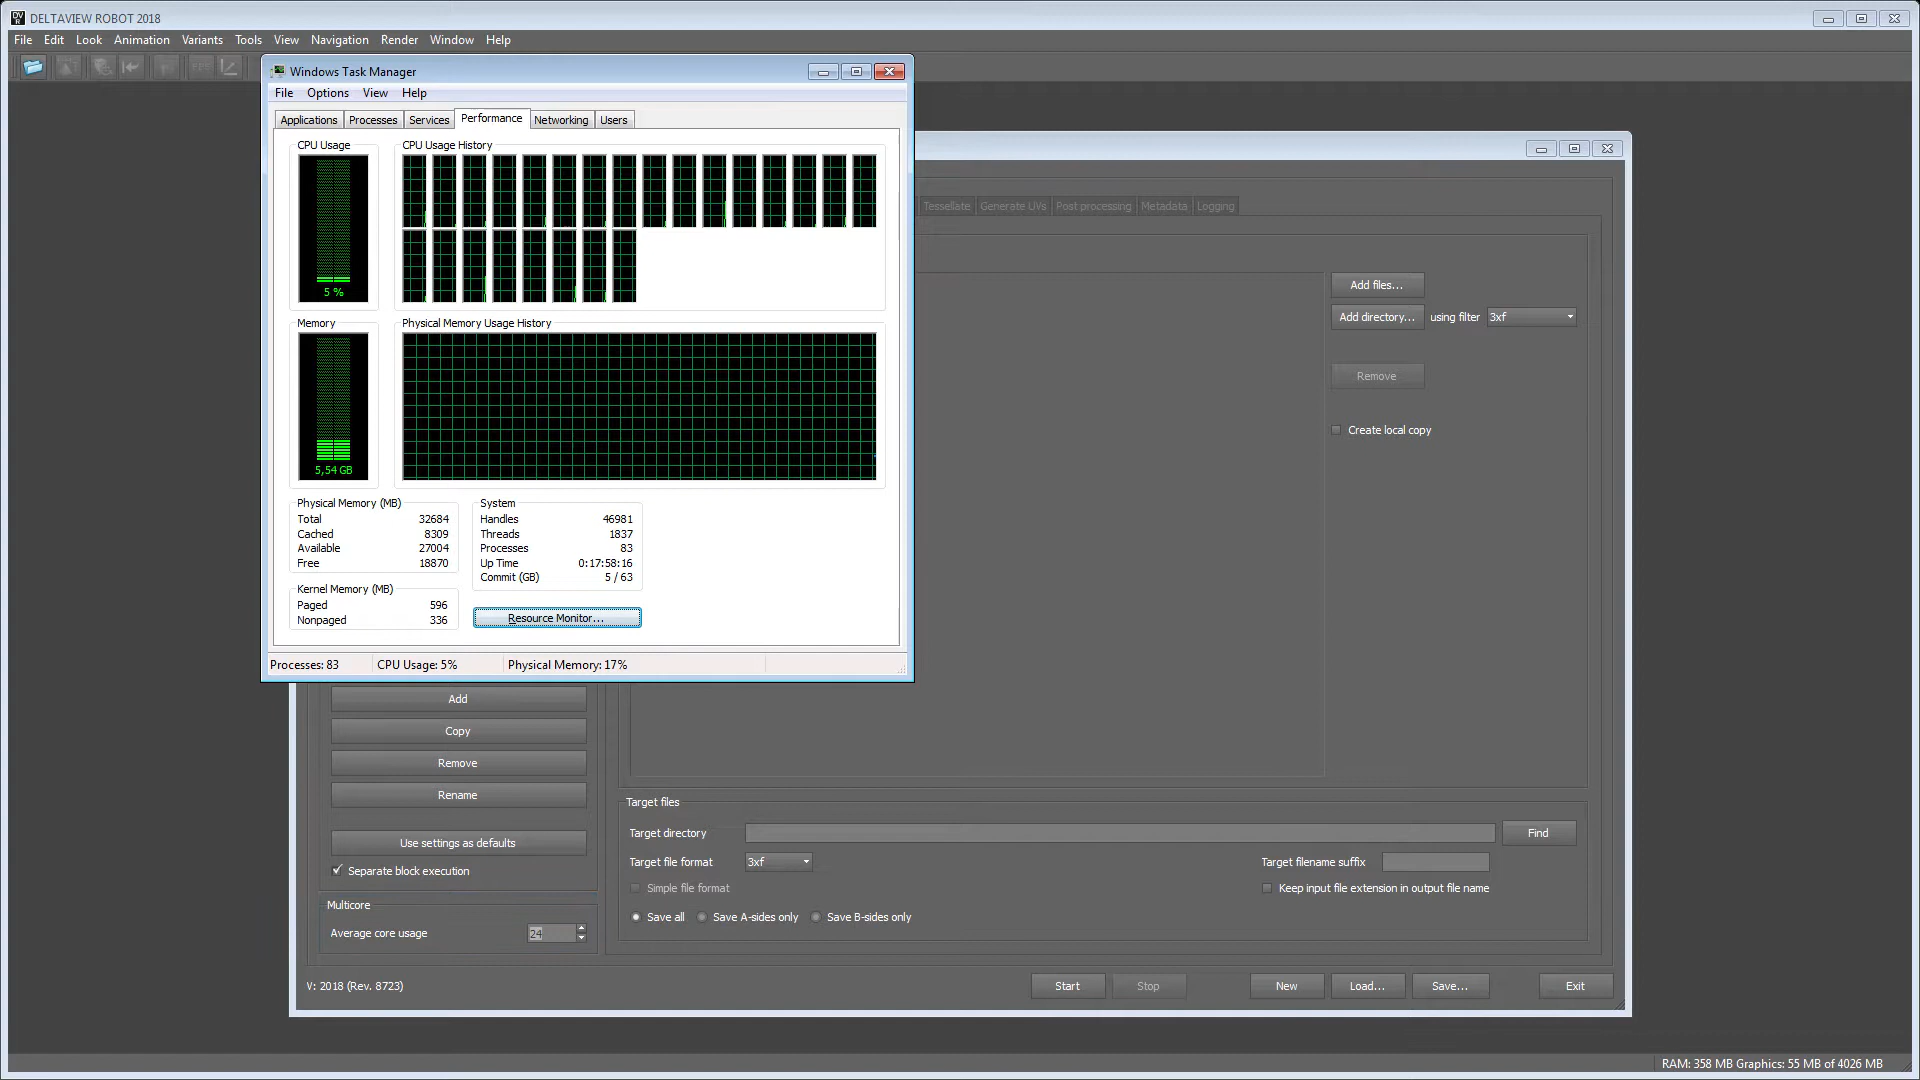 DELTAVIEW ROBOT 2018
File Edit Look Animation Variants Tools View Navigation Render Window Help
Windows Task Manager
File Options View Help
Applications Processes Services Performance Networking Users
CPU Usage CPU Usage History
5 %
Memory Physical Memory Usage History
5,54 GB
Physical Memory (MB)
Total 32684
Cached 8309
Available 27004
Free 18870
Kernel Memory (MB)
Paged 596
Nonpaged 336
System
Handles 46981
Threads 1837
Processes 83
Up Time 0:17:58:16
Commit (GB) 5 / 63
Resource Monitor...
Processes: 83 CPU Usage: 5% Physical Memory: 17%
Tessellate Generate UVs Post processing Metadata Logging
Add files...
Add directory... using filter 3xf
Remove
Create local copy
Add
Copy
Remove
Rename
Use settings as defaults
Separate block execution
Multicore
Average core usage 24
Target files
Target directory Find
Target file format 3xf Target filename suffix
Simple file format Keep input file extension in output file name
Save all Save A-sides only Save B-sides only
V: 2018 (Rev. 8723) Start Stop New Load... Save... Exit
RAM: 358 MB Graphics: 55 MB of 4026 MB